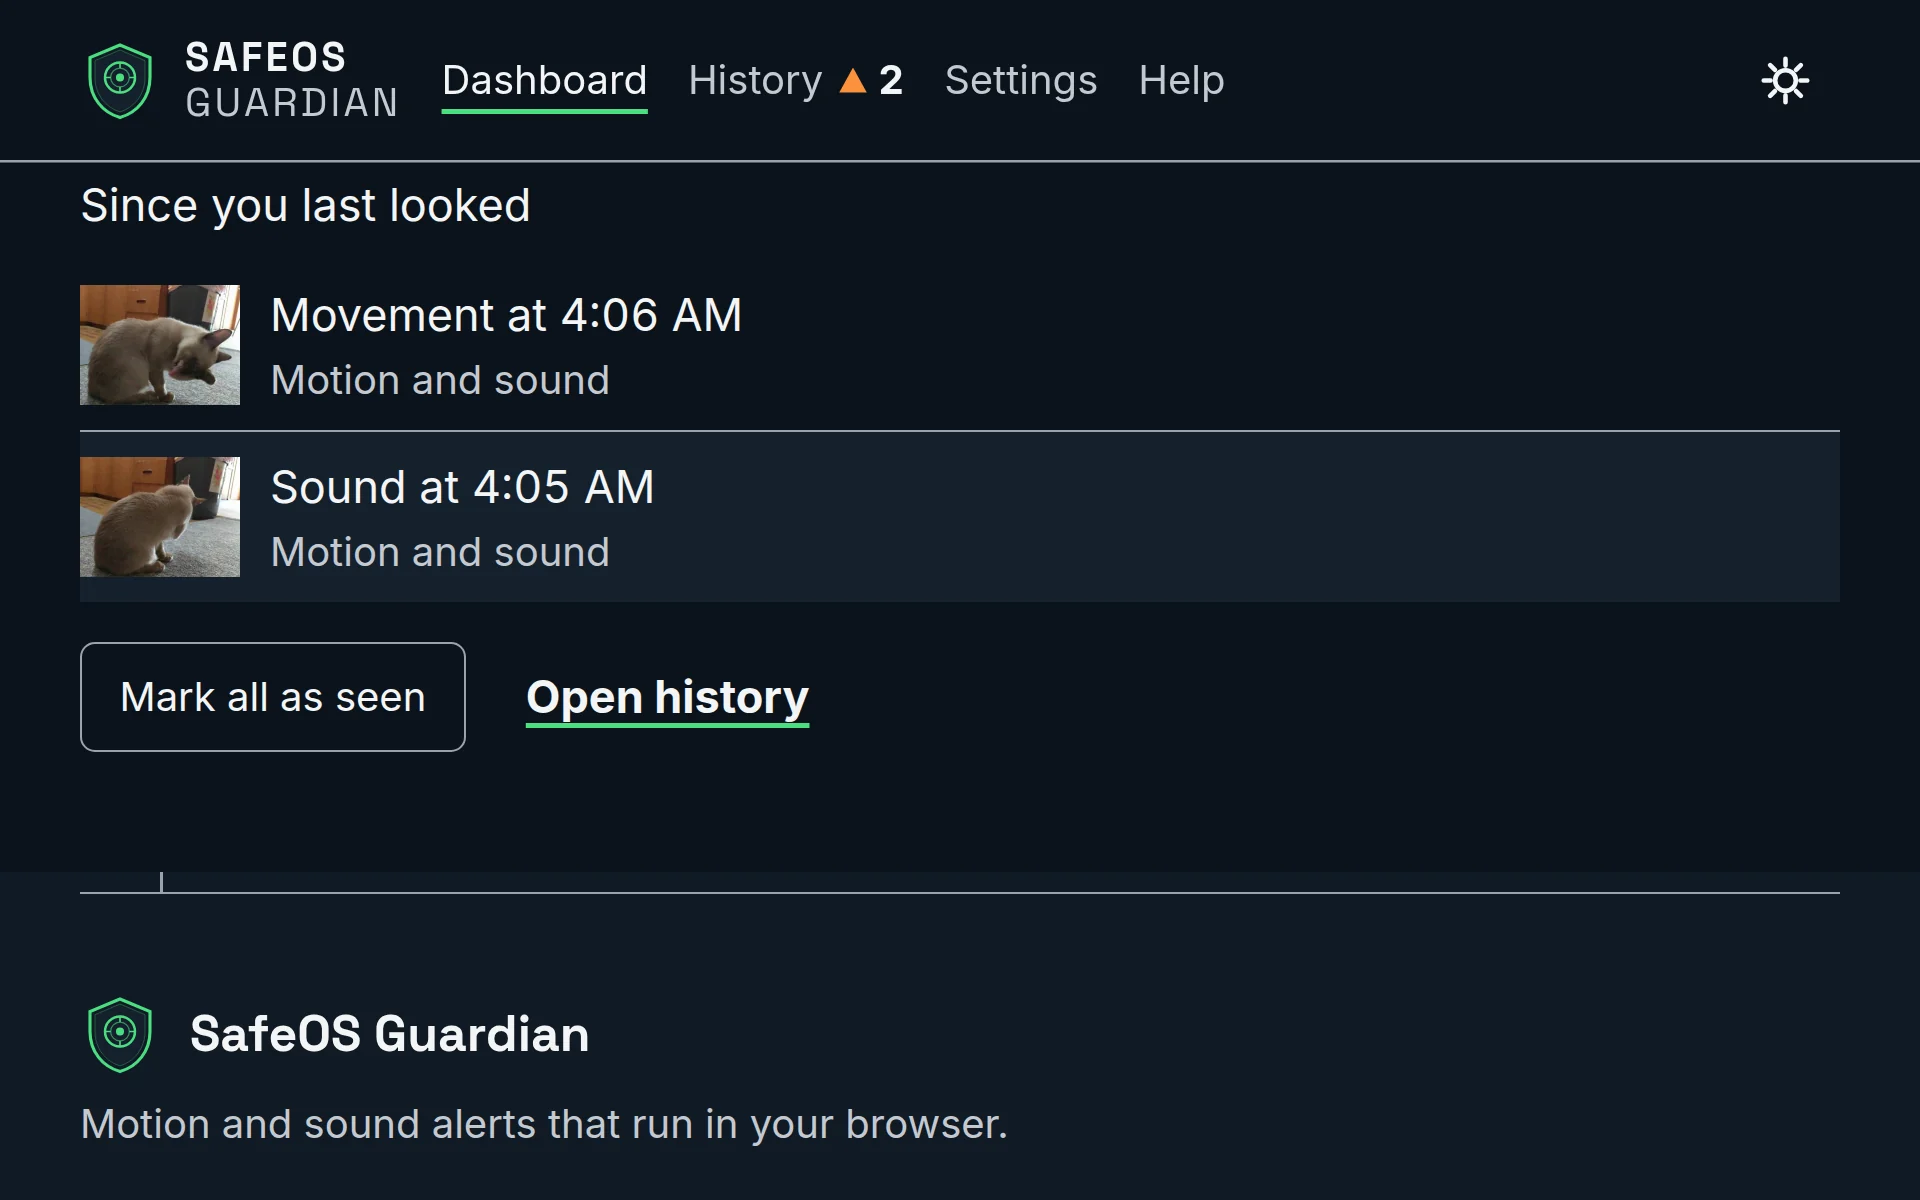 SAFEOS
GUARDIAN
Dashboard
History 2
Settings
Help
Since you last looked
Movement at 4:06 AM
Motion and sound
Sound at 4:05 AM
Motion and sound
Mark all as seen
Open history
SafeOS Guardian
Motion and sound alerts that run in your browser.